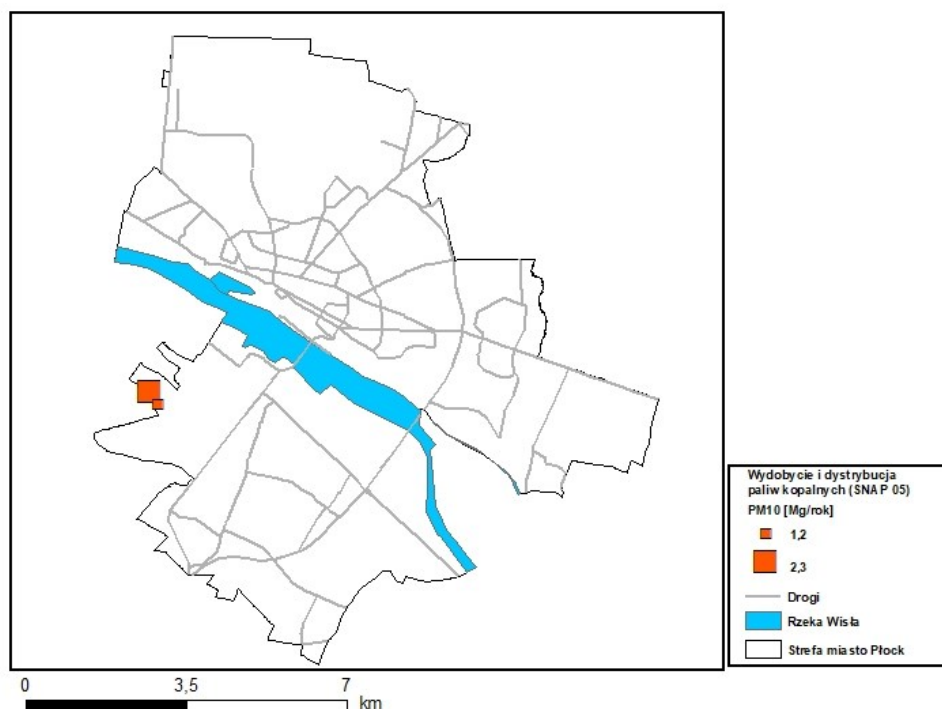 Wydobycie i dystrybucja
paliw kopalnych (SNAP 05)
PM10 [Mg/rok]
1,2
2,3
Drogi
Rzeka Wisła
Strefa miasto Płock
0 3,5 7
km